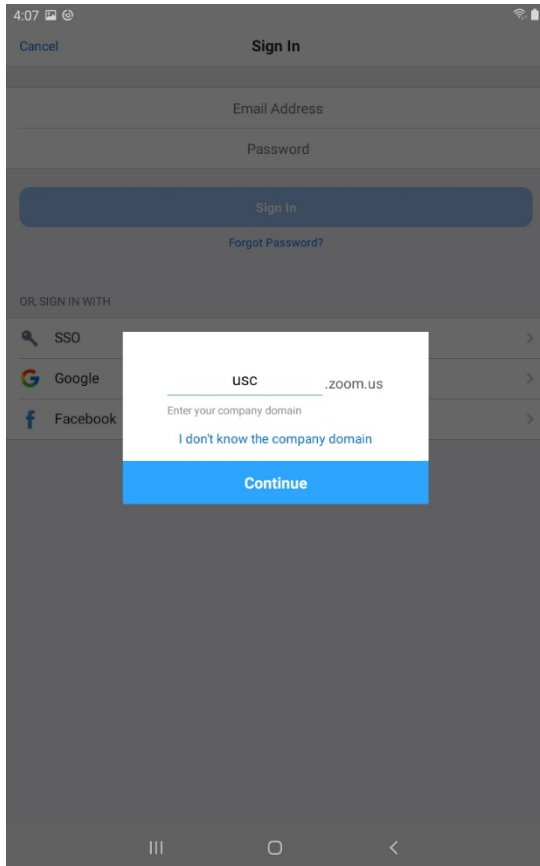 4:07
Cancel Sign In
Email Address
Password
Sign In
Forgot Password?
OR, SIGN IN WITH
SSO
Google
Facebook
usc .zoom.us
Enter your company domain
I don't know the company domain
Continue